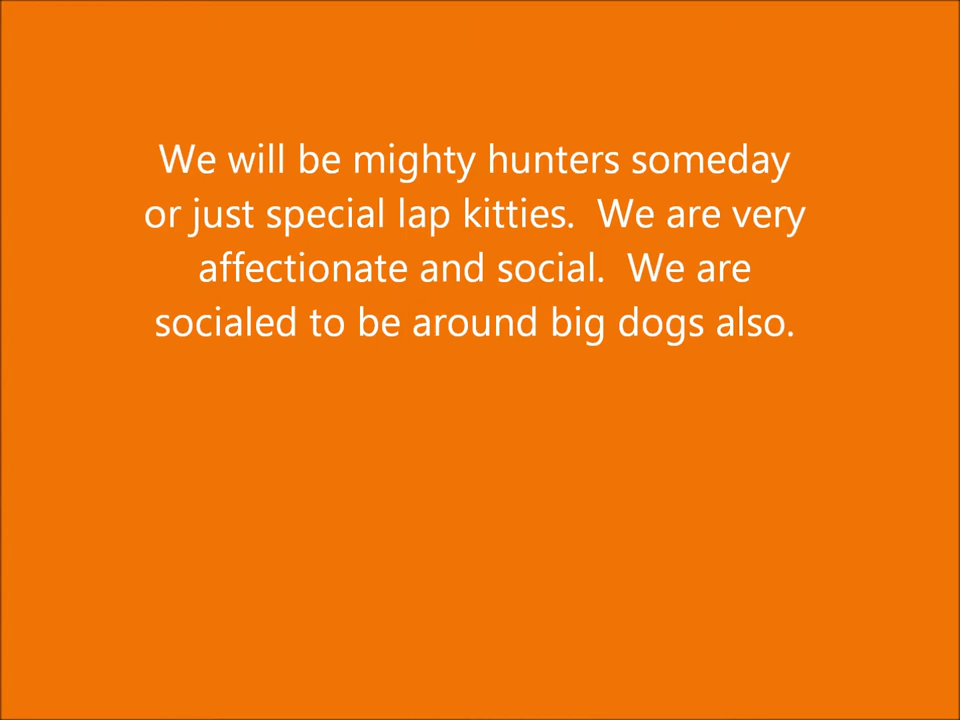 We will be mighty hunters someday
or just special lap kitties.  We are very
affectionate and social.  We are
socialed to be around big dogs also.